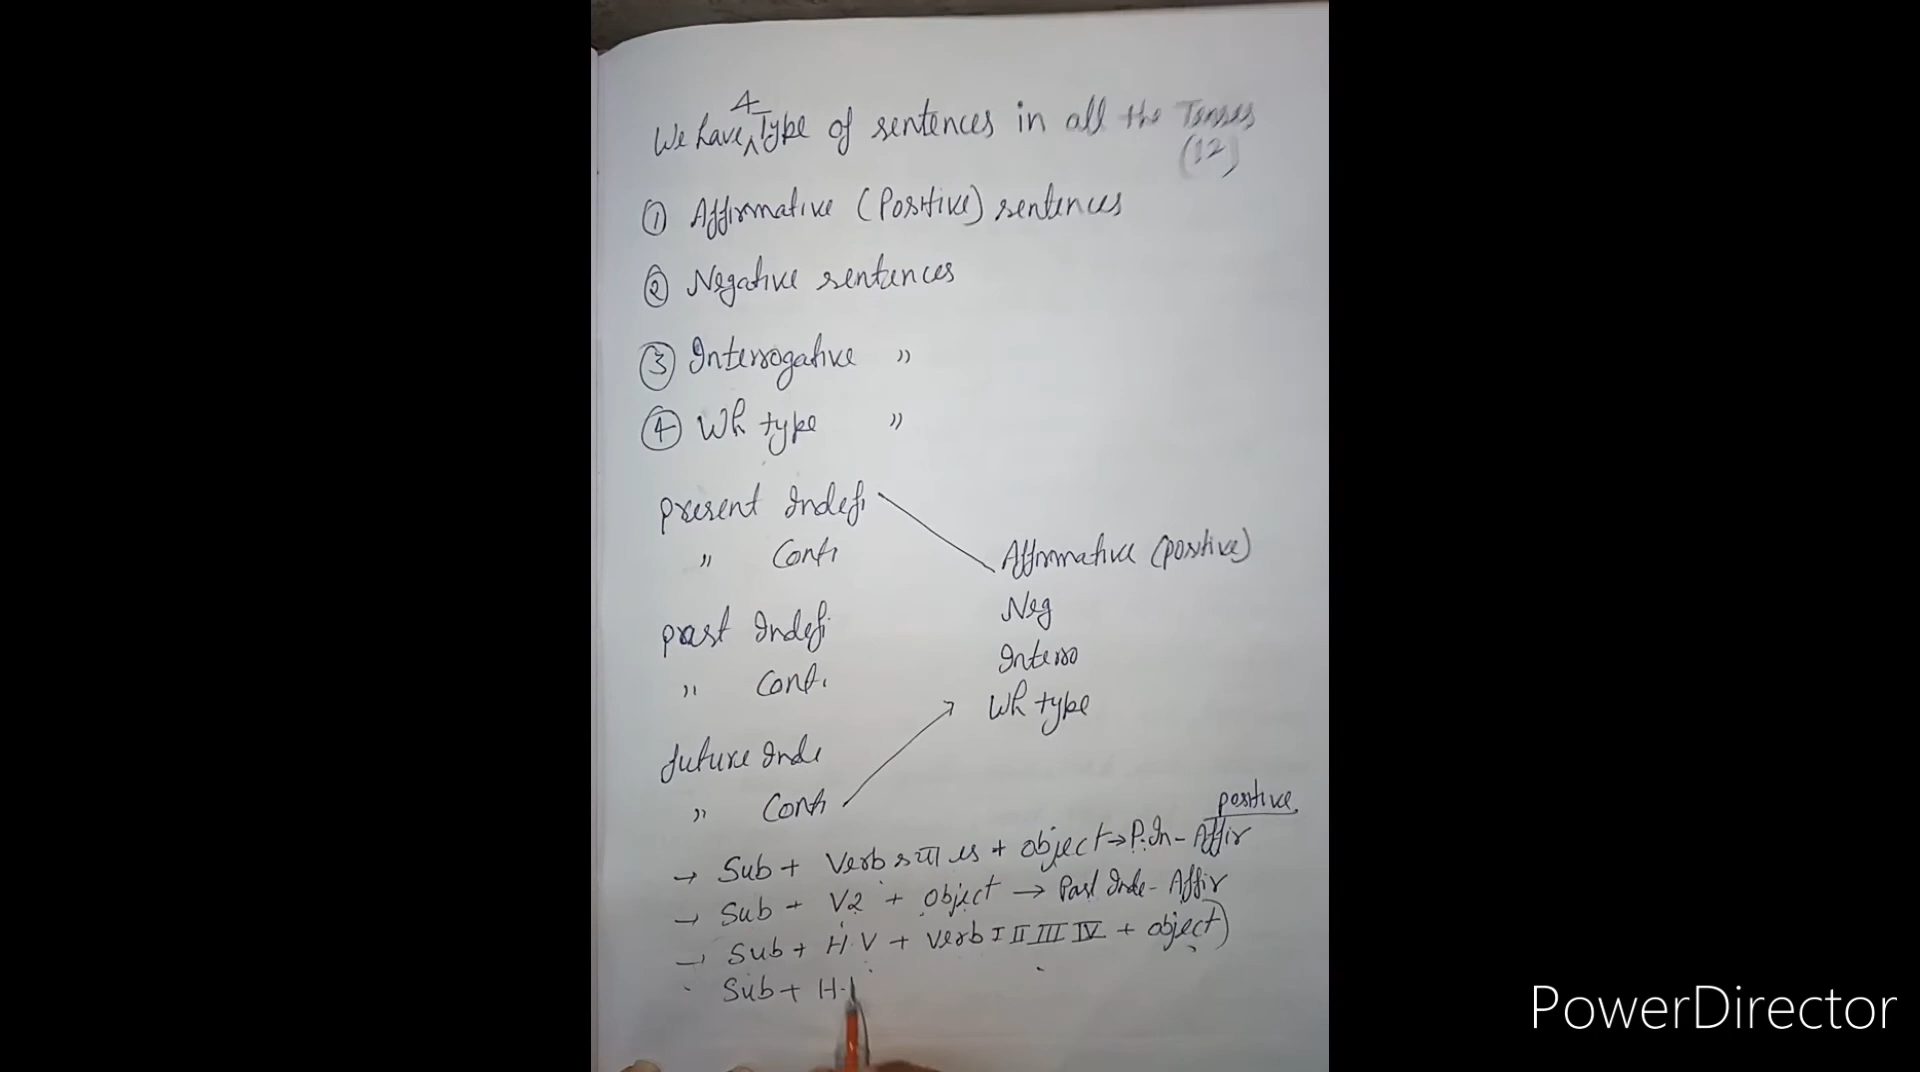 We have 4 Type of sentences in all the Tenses
(12)
① Affirmative (Positive) sentences
② Negative sentences
③ Interrogative "
④ Wh type "
present Indefi
" Conti
Affirmative (positive)
Neg
past Indefi
Interro
" Conti
Wh type
future Inde
" Conti
positive
→ Sub + Verb es + object → P. In - Affir
→ Sub + V2 + object → Past Inde - Affir
→ Sub + H.V + verb I II III IV + object)
Sub + H.
PowerDirector